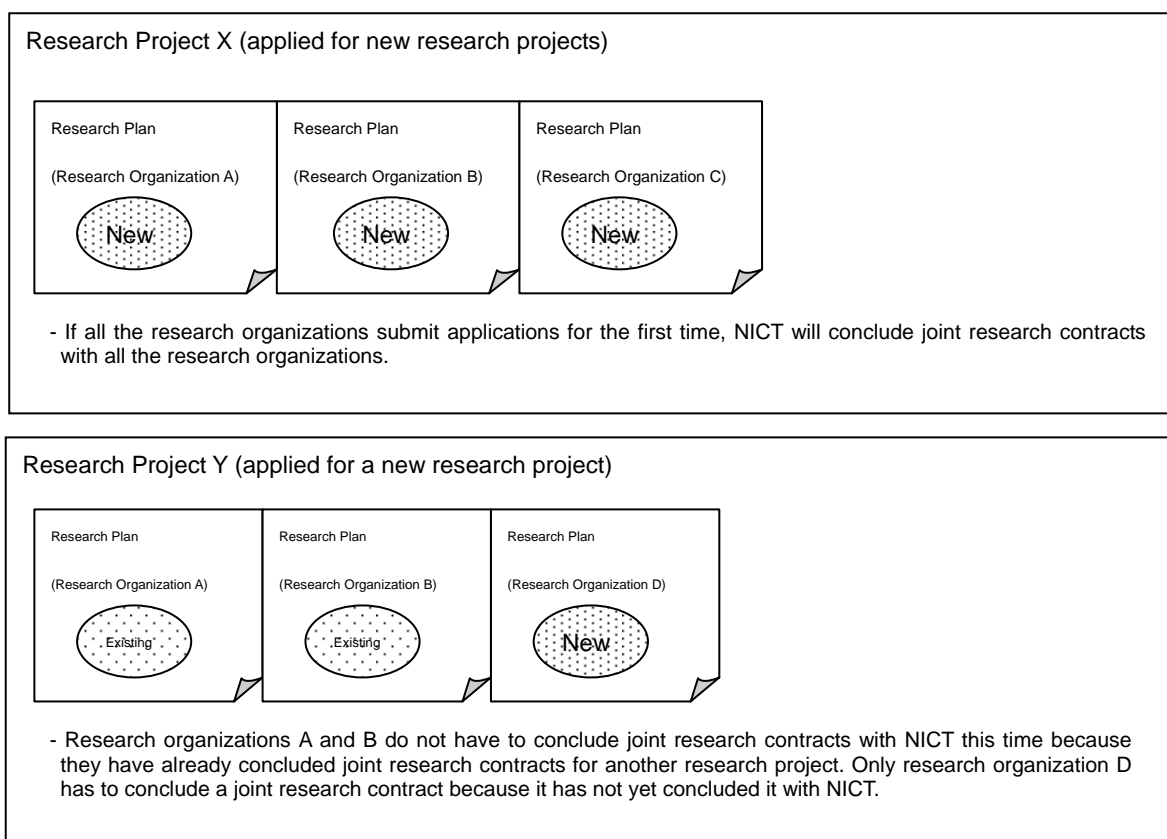 Research Project X (applied for new research projects)
Research Plan
(Research Organization A)
New
Research Plan
(Research Organization B)
New
Research Plan
(Research Organization C)
New
- If all the research organizations submit applications for the first time, NICT will conclude joint research contracts
with all the research organizations.
Research Project Y (applied for a new research project)
Research Plan
(Research Organization A)
Existing
Research Plan
(Research Organization B)
Existing
Research Plan
(Research Organization D)
New
- Research organizations A and B do not have to conclude joint research contracts with NICT this time because
they have already concluded joint research contracts for another research project. Only research organization D
has to conclude a joint research contract because it has not yet concluded it with NICT.